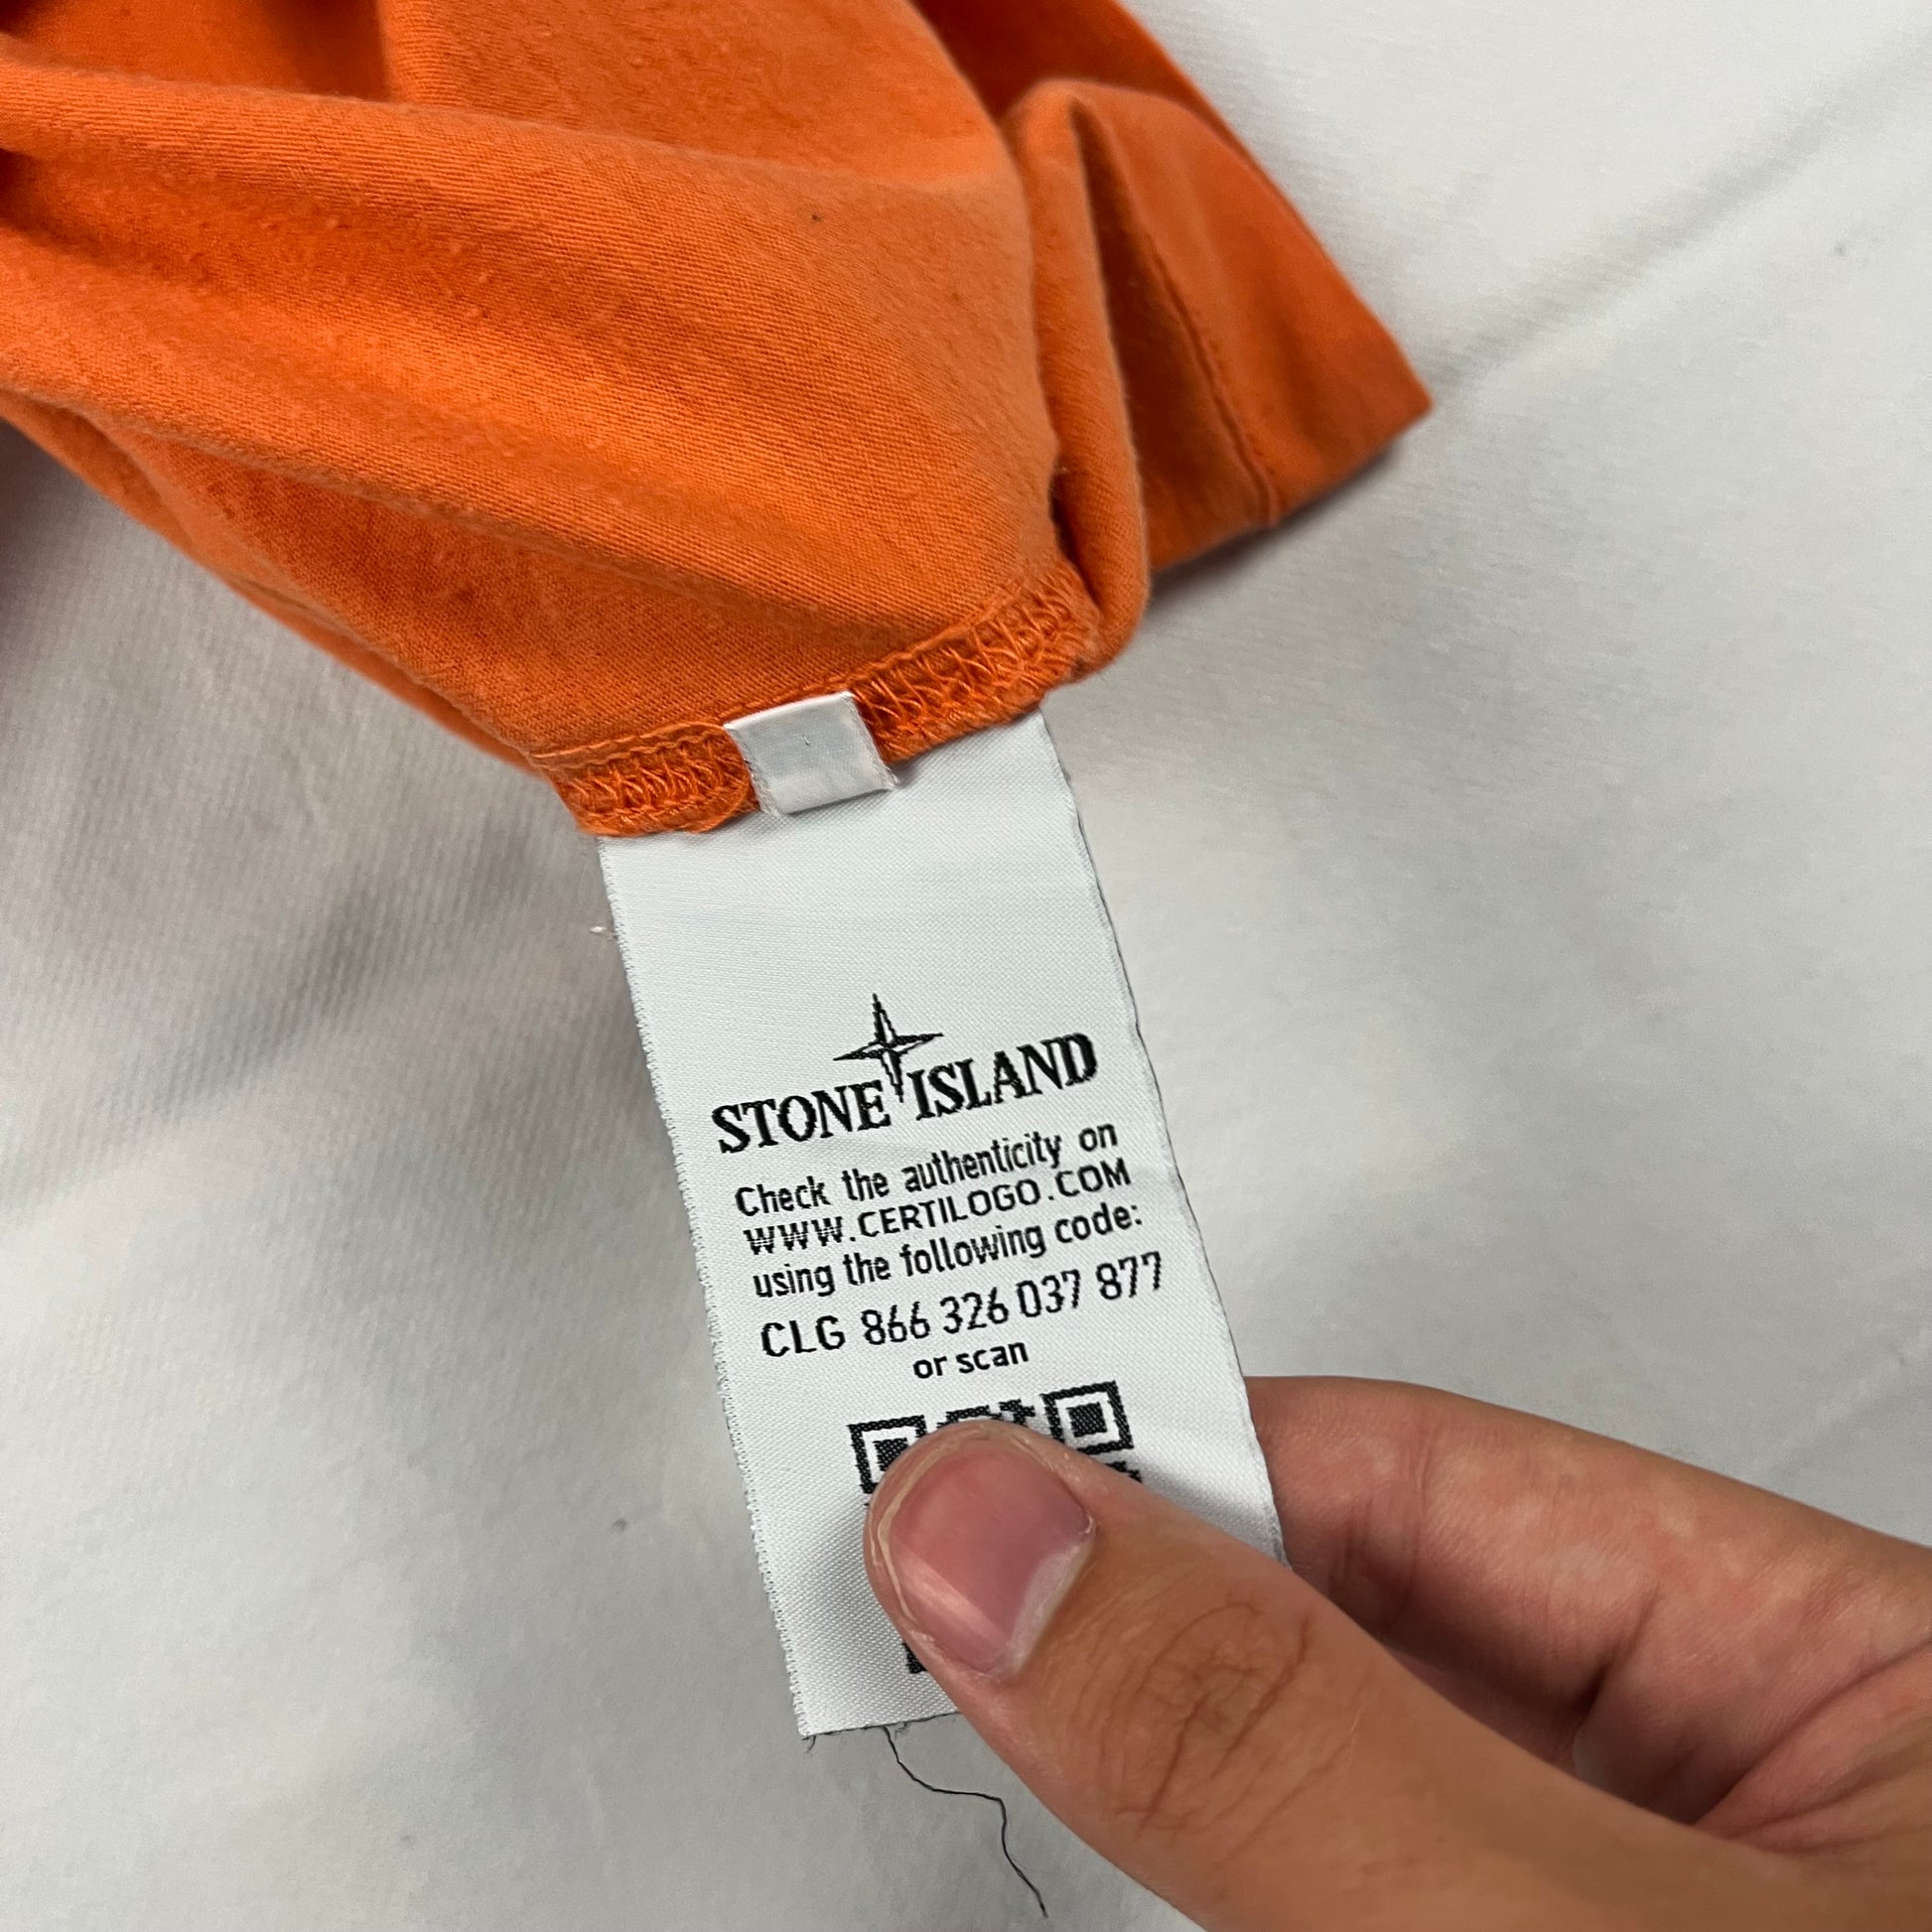 STONE ISLAND
Check the authenticity on
WWW.CERTILOGO.COM
using the following code:
CLG 866 326 037 877
or scan